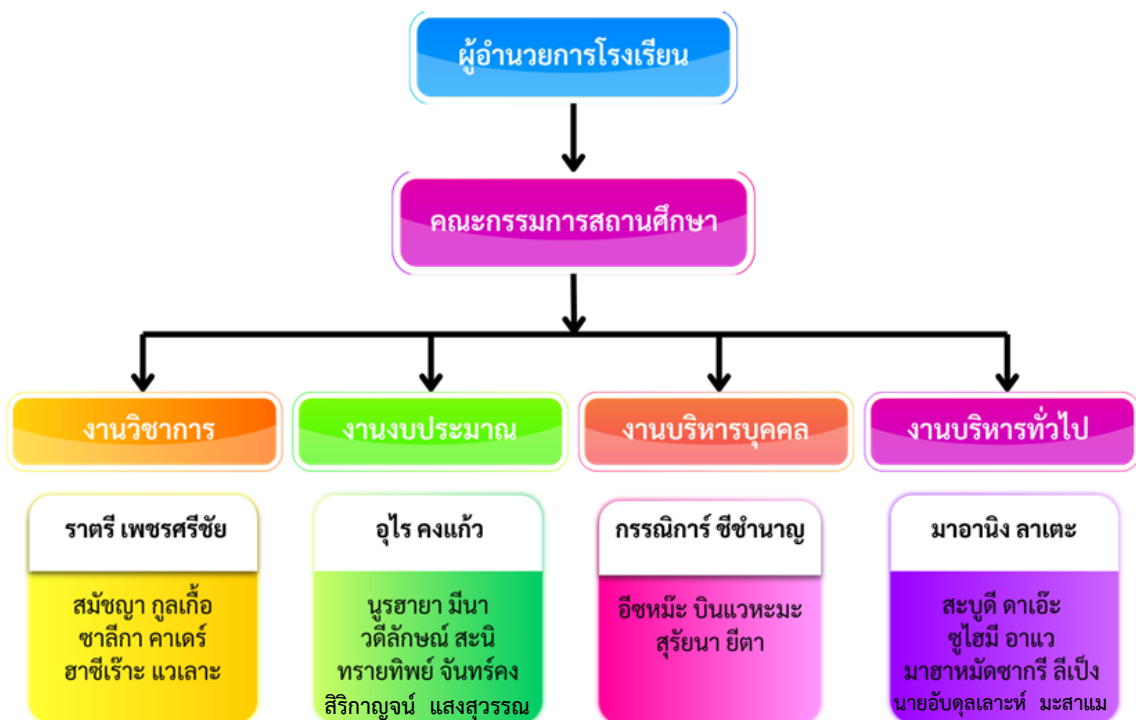 ผู้อำนวยการโรงเรียน
คณะกรรมการสถานศึกษา
งานวิชาการ
งานงบประมาณ
งานบริหารบุคคล
งานบริหารทั่วไป
ราตรี เพชรศรีชัย
สมัชญา กูลเกื้อ
ซาลีกา คาเดร์
ฮาซีเร๊าะ แวเลาะ
อุไร คงแก้ว
นูรฮายา มีนา
วดีลักษณ์ สะนิ
ทรายทิพย์ จันทร์คง
สิริกาญจน์ แสงสุวรรณ
กรรณิการ์ ชีชำนาญ
อีซหม๊ะ บินแวหะมะ
สุรัยนา ยีตา
มาอานิง ลาเตะ
สะบูดี ดาเอ๊ะ
ซูไฮมี อาแว
มาฮาหมัดซากรี ลีเป็ง
นายอับดุลเลาะห์ มะสาแม